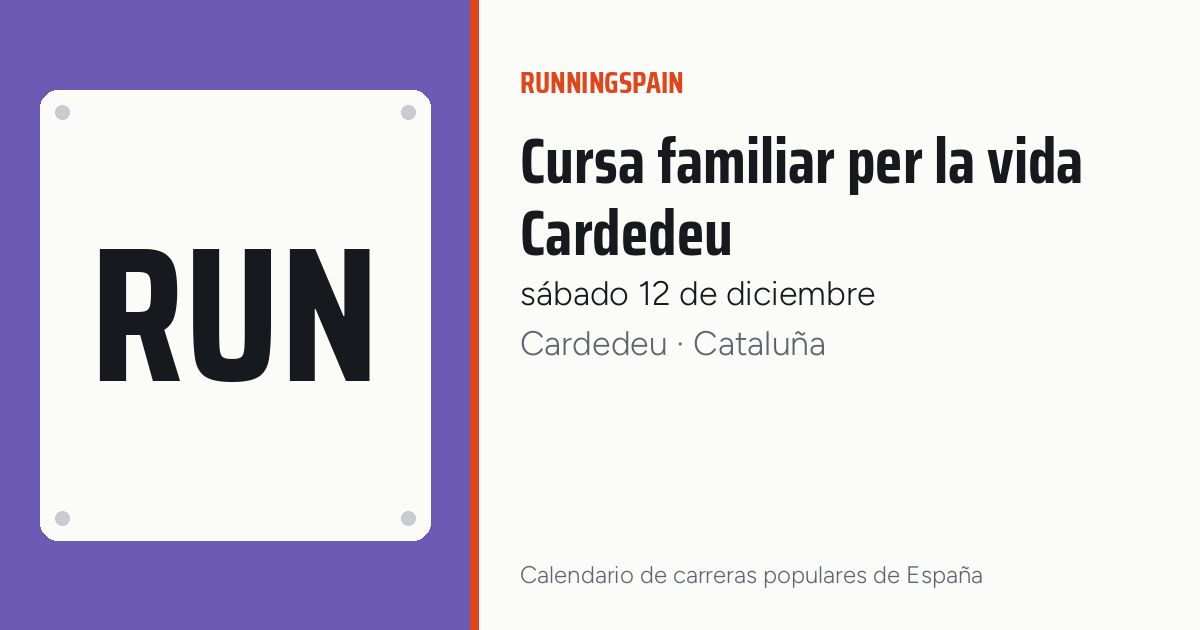 RUN
RUNNINGSPAIN
Cursa familiar per la vida
Cardedeu
sábado 12 de diciembre
Cardedeu · Cataluña
Calendario de carreras populares de España